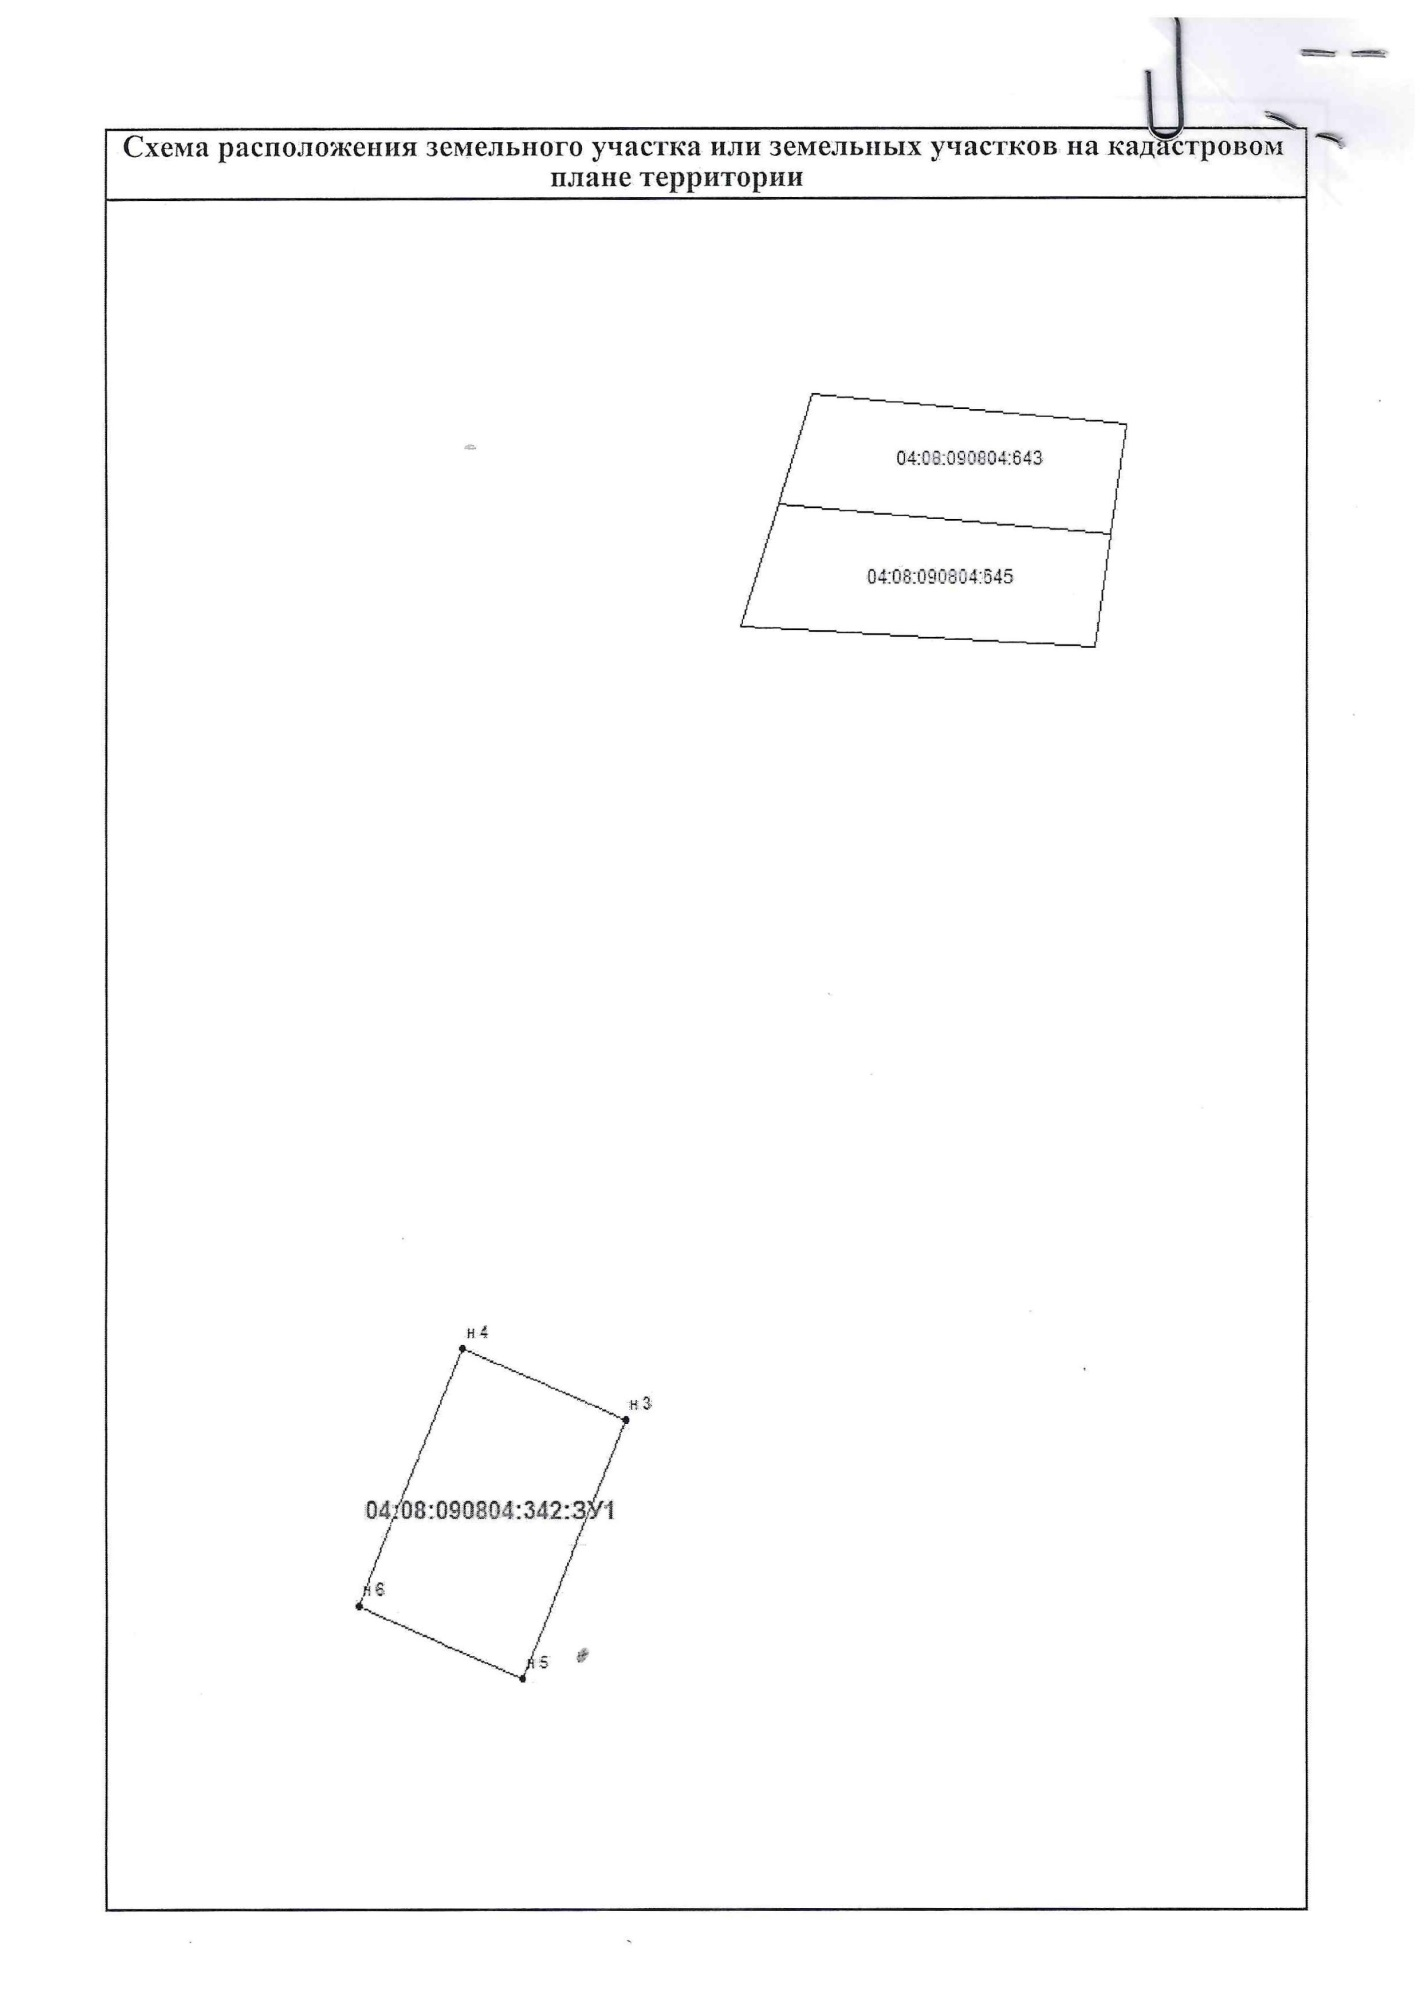 Схема расположения земельного участка или земельных участков на кадастровом
плане территории
04:08:090804:643
04:08:090804:645
н 4
н 3
04:08:090804:342:ЗУ1
н 6
н 5